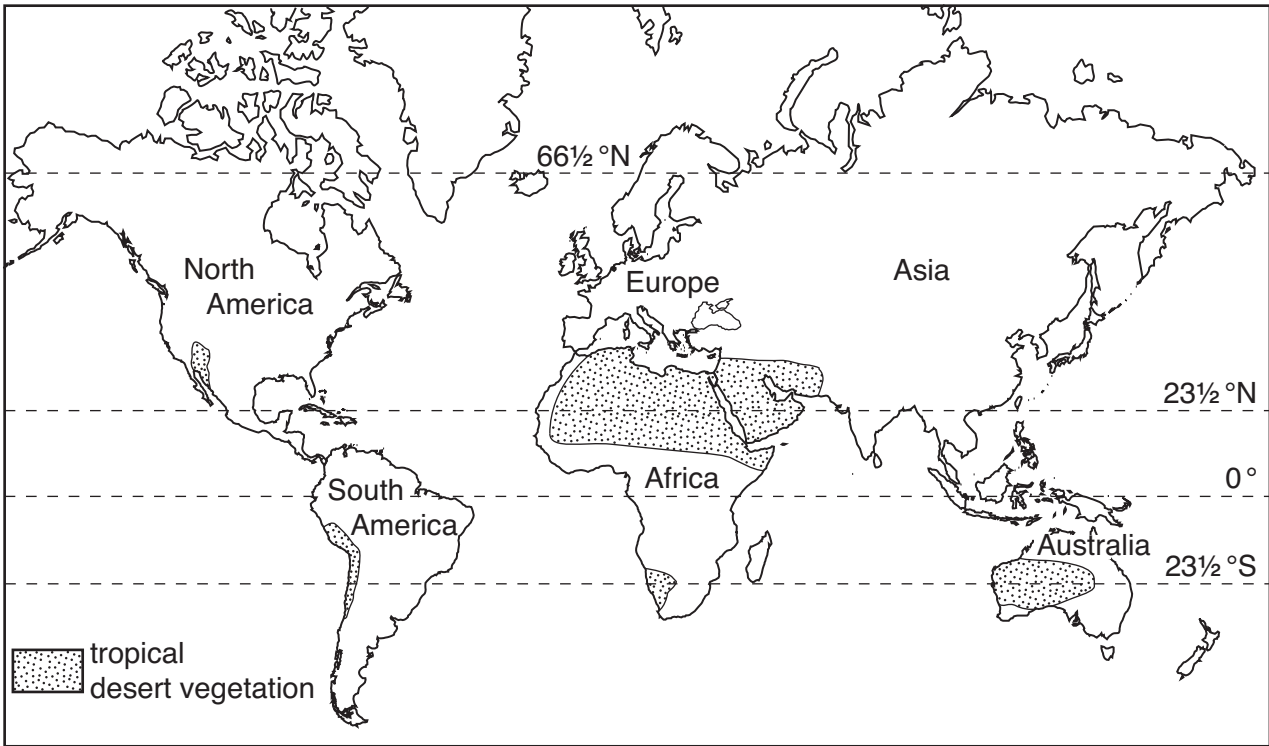 66½ °N
North
America
Europe
Asia
23½ °N
Africa
0 °
South
America
Australia
23½ °S
tropical
desert vegetation